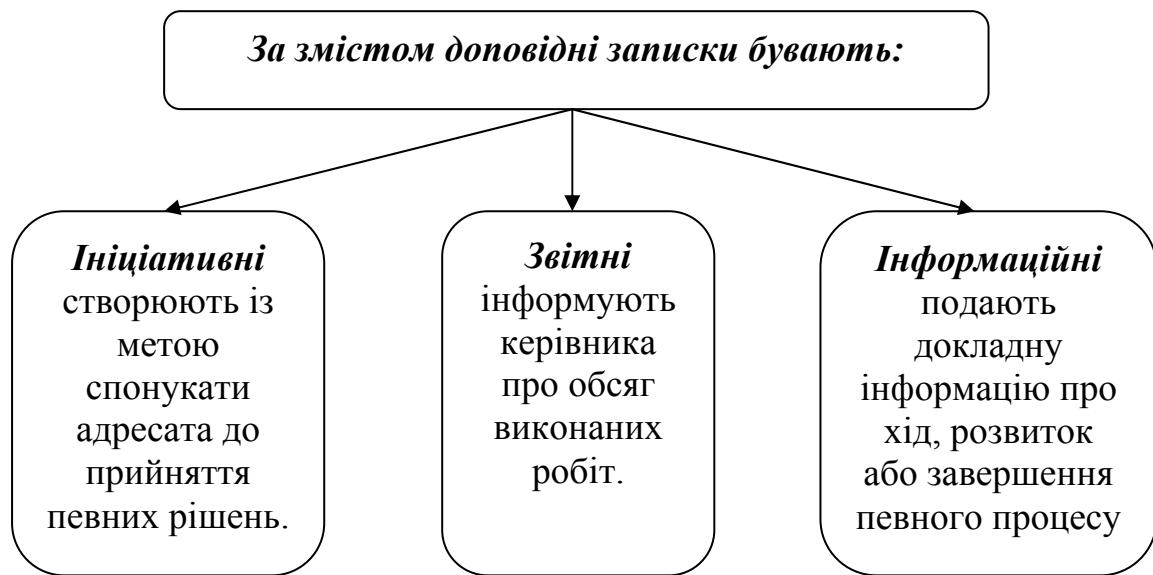 За змістом доповідні записки бувають:
Ініціативні
створюють із
метою
спонукати
адресата до
прийняття
певних рішень.
Звітні
інформують
керівника
про обсяг
виконаних
робіт.
Інформаційні
подають
докладну
інформацію про
хід, розвиток
або завершення
певного процесу